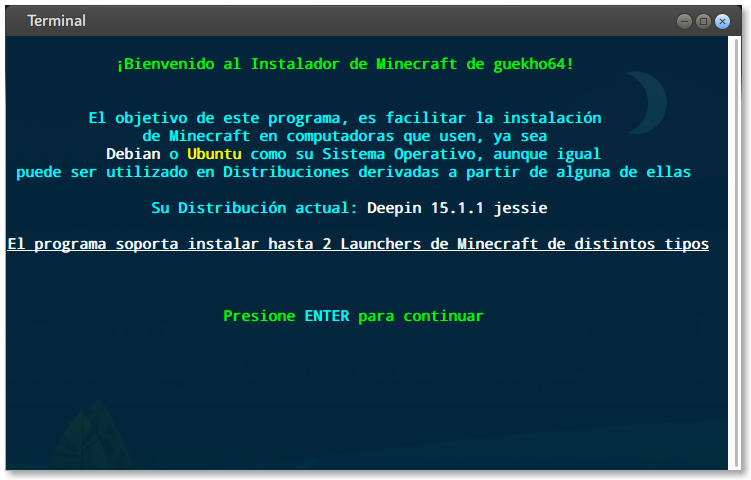 Terminal
¡Bienvenido al Instalador de Minecraft de guekho64!
El objetivo de este programa, es facilitar la instalación
de Minecraft en computadoras que usen, ya sea
Debian o Ubuntu como su Sistema Operativo, aunque igual
puede ser utilizado en Distribuciones derivadas a partir de alguna de ellas
Su Distribución actual: Deepin 15.1.1 jessie
El programa soporta instalar hasta 2 Launchers de Minecraft de distintos tipos
Presione ENTER para continuar